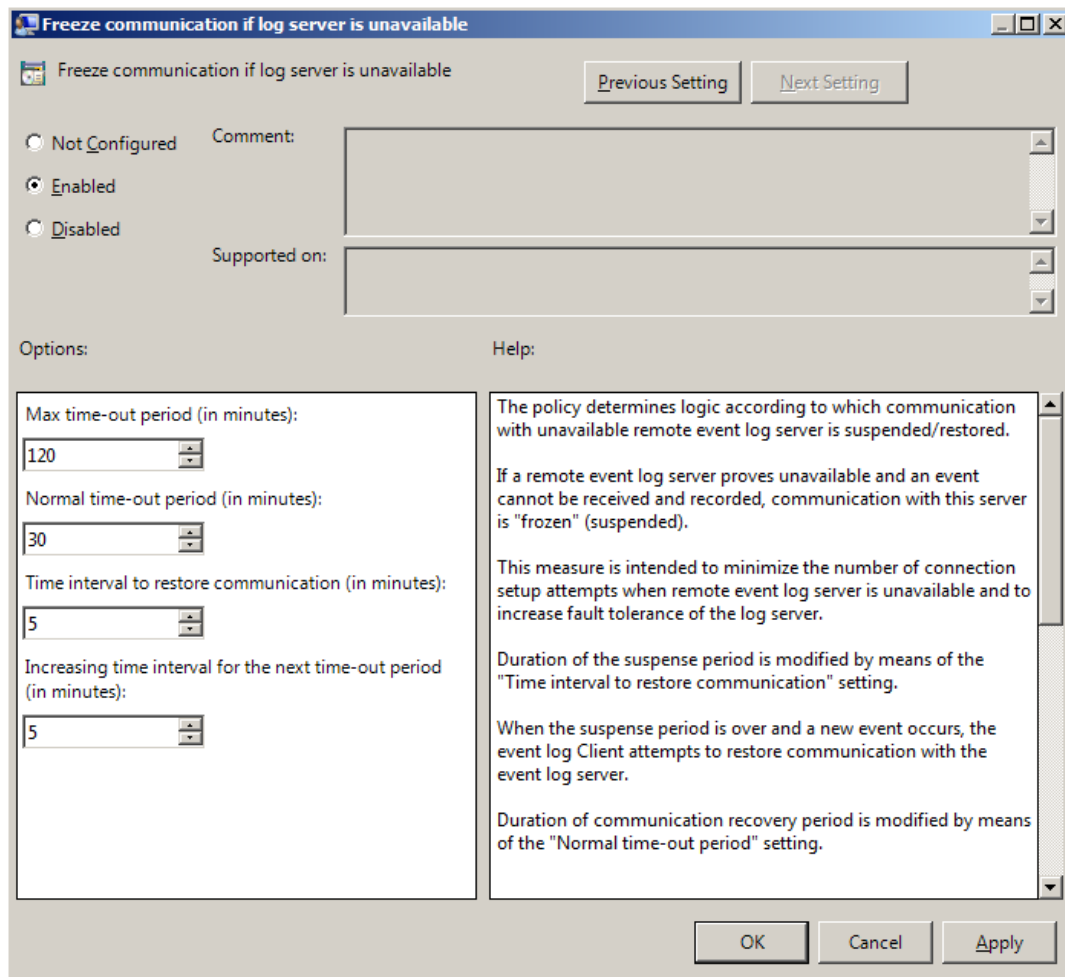 Freeze communication if log server is unavailable
Freeze communication if log server is unavailable
Previous Setting
Next Setting
Not Configured
Enabled
Disabled
Comment:
Supported on:
Options:
Help:
Max time-out period (in minutes):
120
Normal time-out period (in minutes):
30
Time interval to restore communication (in minutes):
5
Increasing time interval for the next time-out period
(in minutes):
5
The policy determines logic according to which communication
with unavailable remote event log server is suspended/restored.
If a remote event log server proves unavailable and an event
cannot be received and recorded, communication with this server
is "frozen" (suspended).
This measure is intended to minimize the number of connection
setup attempts when remote event log server is unavailable and to
increase fault tolerance of the log server.
Duration of the suspense period is modified by means of the
"Time interval to restore communication" setting.
When the suspense period is over and a new event occurs, the
event log Client attempts to restore communication with the
event log server.
Duration of communication recovery period is modified by means
of the "Normal time-out period" setting.
OK
Cancel
Apply